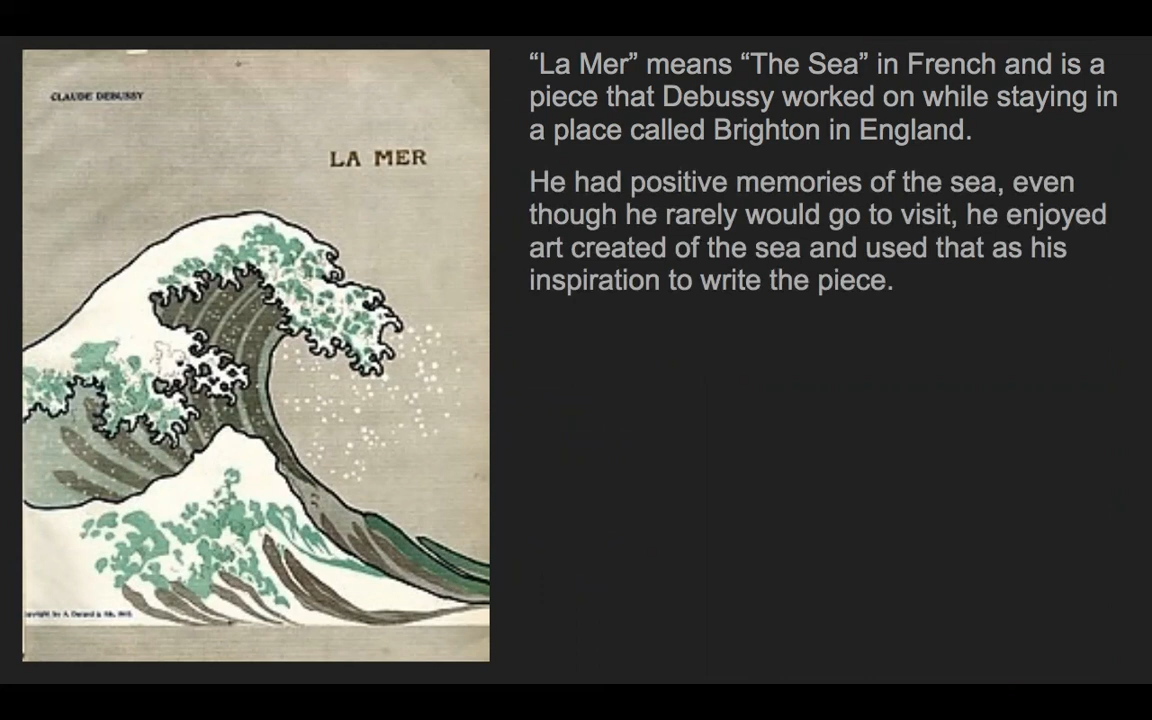 CLAUDE DEBUSSY
LA MER
“La Mer” means “The Sea” in French and is a
piece that Debussy worked on while staying in
a place called Brighton in England.
He had positive memories of the sea, even
though he rarely would go to visit, he enjoyed
art created of the sea and used that as his
inspiration to write the piece.
by A. Durand & Fils